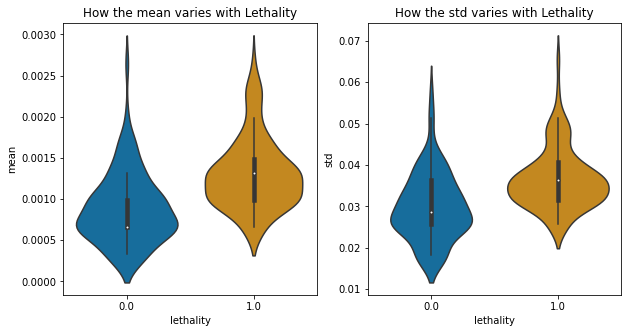 How the mean varies with Lethality
mean
0.0030
0.0025
0.0020
0.0015
0.0010
0.0005
0.0000
0.0 1.0
lethality
How the std varies with Lethality
std
0.07
0.06
0.05
0.04
0.03
0.02
0.01
0.0 1.0
lethality